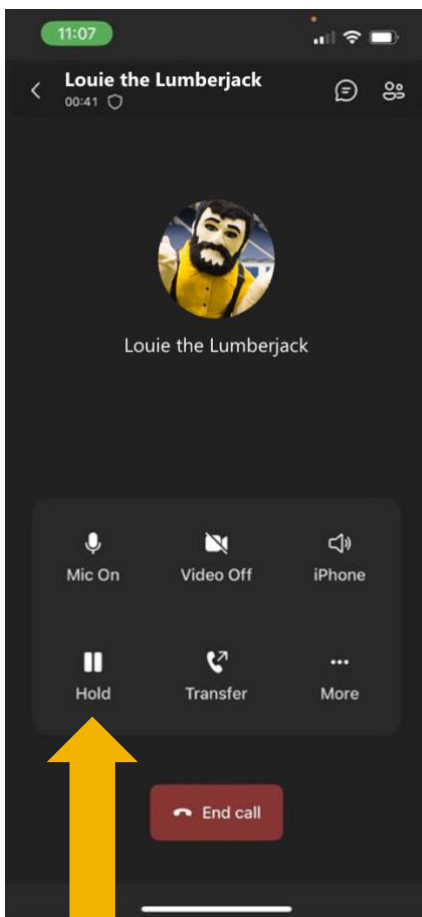 11:07
Louie the Lumberjack
00:41
Louie the Lumberjack
Mic On Video Off iPhone
Hold Transfer More
End call